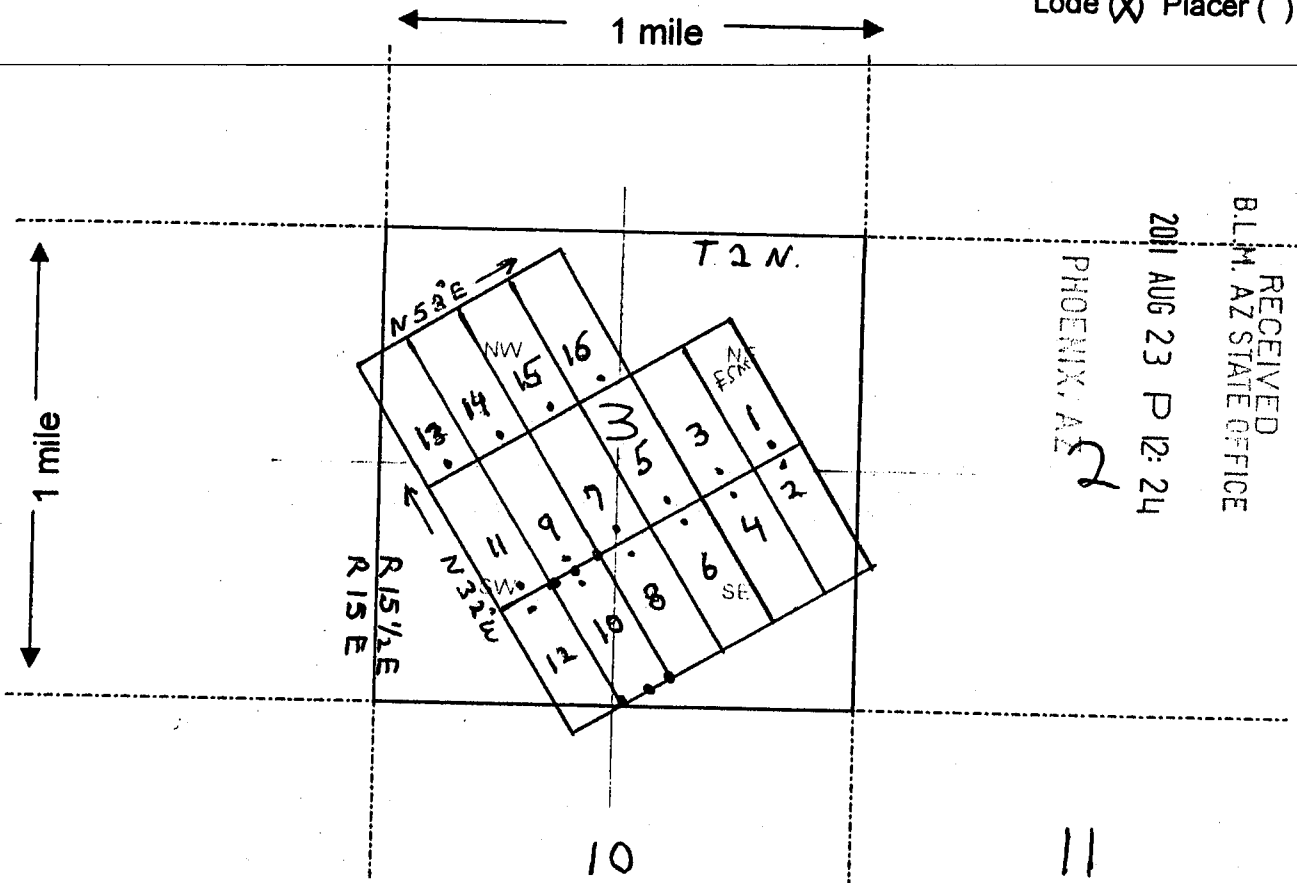 Lode (X) Placer ( )
1 mile
1 mile
T. 2 N.
RECEIVED
B.L.M. AZ STATE OFFICE
2011 AUG 23 P 12: 24
PHOENIX, AZ
2
N 58° E
NW
16
15
14
13
3
5
3
1
2
7
9
11
4
6
SE
8
SW
10
12
N 32° W
R 15½ E
R 15 E
10
11